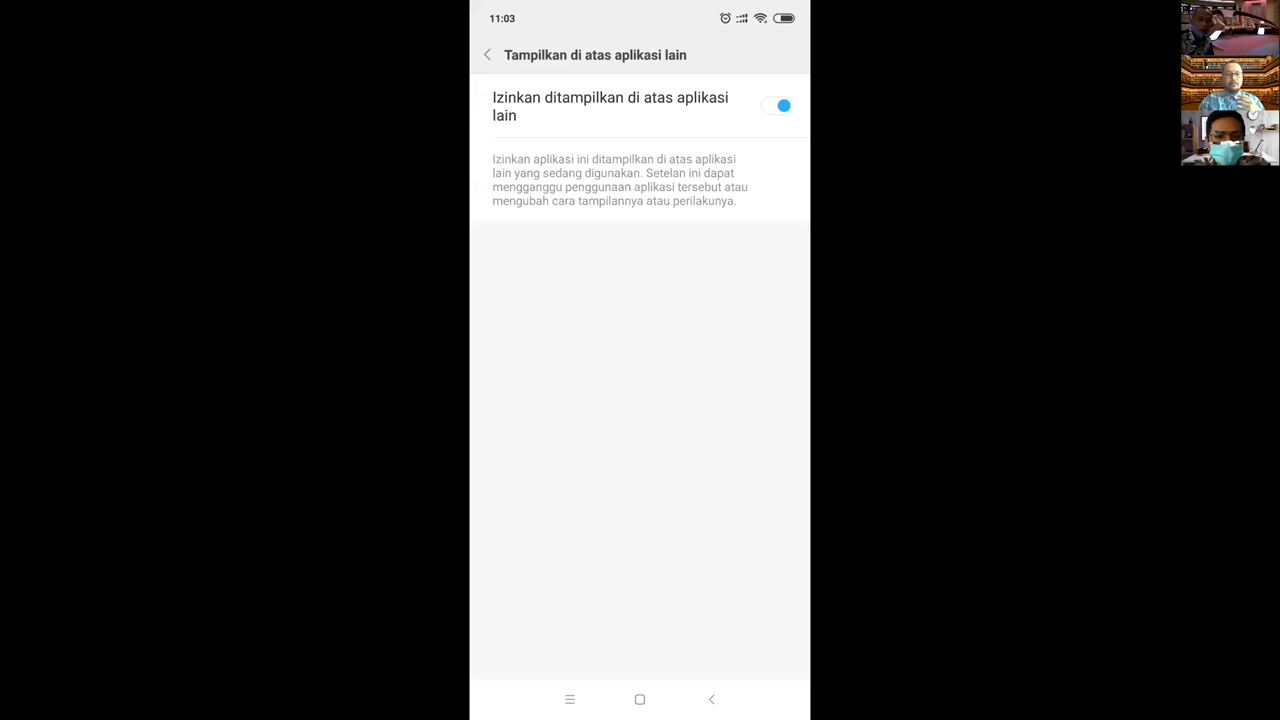 11:03
Tampilkan di atas aplikasi lain
Izinkan ditampilkan di atas aplikasi
lain
Izinkan aplikasi ini ditampilkan di atas aplikasi
lain yang sedang digunakan. Setelan ini dapat
mengganggu penggunaan aplikasi tersebut atau
mengubah cara tampilannya atau perilakunya.